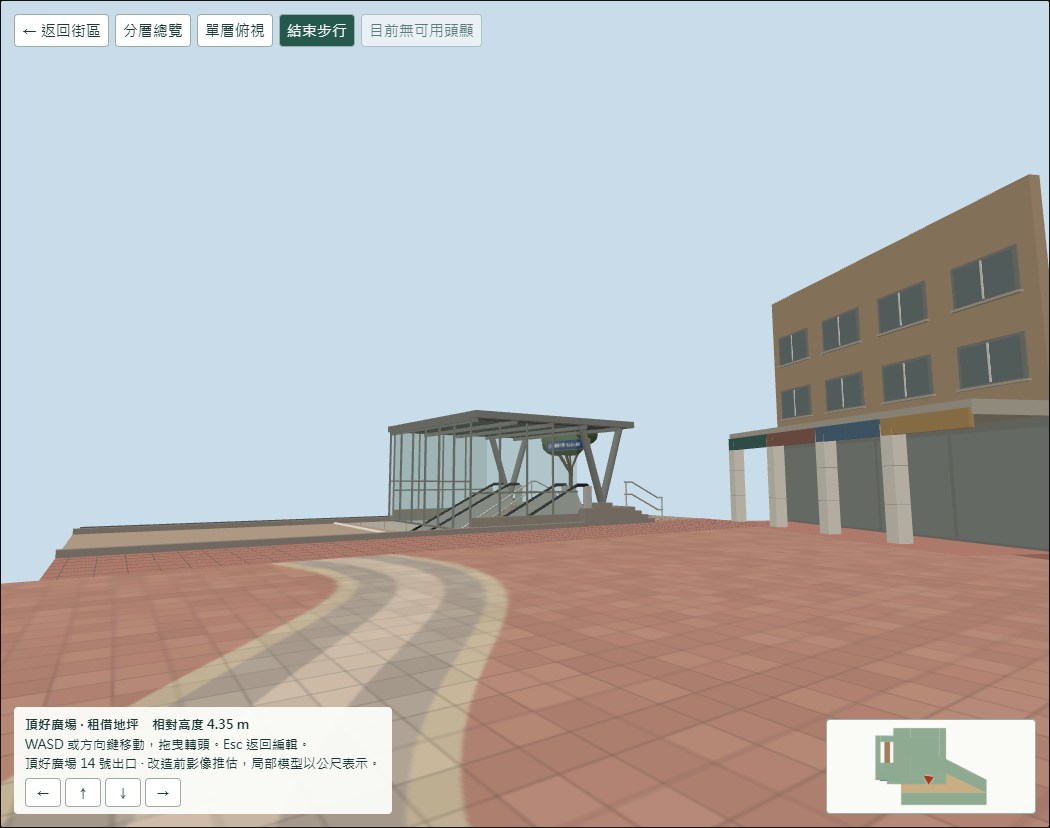 ← 返回街區
分層總覽
單層俯視
結束步行
目前無可用頭顯
頂好廣場 · 租借地坪　相對高度 4.35 m
WASD 或方向鍵移動，拖曳轉頭。Esc 返回編輯。
頂好廣場 14 號出口 · 改造前影像推估，局部模型以公尺表示。
← ↑ ↓ →